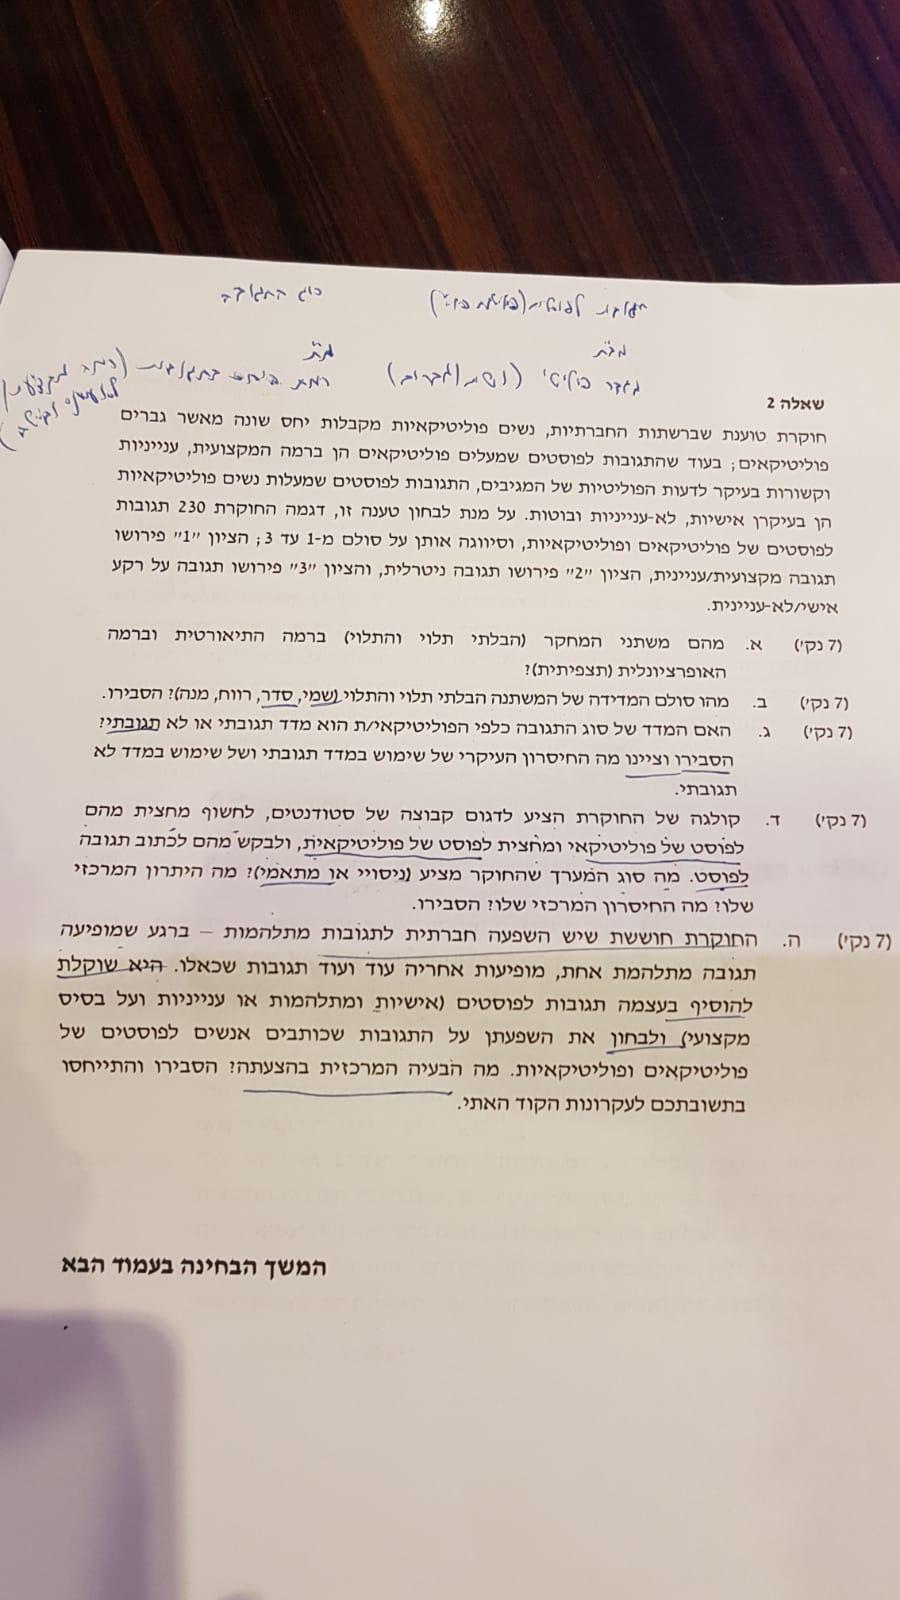 מב"ת
מ"ת
שאלה 2
חוקרת טוענת שברשתות החברתיות, נשים פוליטיקאיות מקבלות יחס שונה מאשר גברים
פוליטיקאים; בעוד שהתגובות לפוסטים שמעלים פוליטיקאים הן ברמה המקצועית, ענייניות
וקשורות בעיקר לדעות הפוליטיות של המגיבים, התגובות לפוסטים שמעלות נשים פוליטיקאיות
הן בעיקרן אישיות, לא-ענייניות ובוטות. על מנת לבחון טענה זו, דגמה החוקרת 230 תגובות
לפוסטים של פוליטיקאים ופוליטיקאיות, וסיווגה אותן על סולם מ-1 עד 3; הציון "1" פירושו
תגובה מקצועית/עניינית, הציון "2" פירושו תגובה ניטרלית, והציון "3" פירושו תגובה על רקע
אישי/לא-עניינית.
(7 נק') א. מהם משתני המחקר (הבלתי תלוי והתלוי) ברמה התיאורטית וברמה
האופרציונלית (תצפיתית)?
(7 נק') ב. מהו סולם המדידה של המשתנה הבלתי תלוי והתלוי (שמי, סדר, רווח, מנה)? הסבירו.
(7 נק') ג. האם המדד של סוג התגובה כלפי הפוליטיקאי/ת הוא מדד תגובתי או לא תגובתי?
הסבירו וציינו מה החיסרון העיקרי של שימוש במדד תגובתי ושל שימוש במדד לא
תגובתי.
(7 נק') ד. קולגה של החוקרת הציע לדגום קבוצה של סטודנטים, לחשוף מחצית מהם
לפוסט של פוליטיקאי ומחצית לפוסט של פוליטיקאית, ולבקש מהם לכתוב תגובה
לפוסט. מה סוג המערך שהחוקר מציע (ניסויי או מתאמי)? מה היתרון המרכזי
שלו? מה החיסרון המרכזי שלו? הסבירו.
(7 נק') ה. החוקרת חוששת שיש השפעה חברתית לתגובות מתלהמות – ברגע שמופיעה
תגובה מתלהמת אחת, מופיעות אחריה עוד ועוד תגובות שכאלו. היא שוקלת
להוסיף בעצמה תגובות לפוסטים (אישיות ומתלהמות או ענייניות ועל בסיס
מקצועי) ולבחון את השפעתן על התגובות שכותבים אנשים לפוסטים של
פוליטיקאים ופוליטיקאיות. מה הבעיה המרכזית בהצעתה? הסבירו והתייחסו
בתשובתכם לעקרונות הקוד האתי.
המשך הבחינה בעמוד הבא